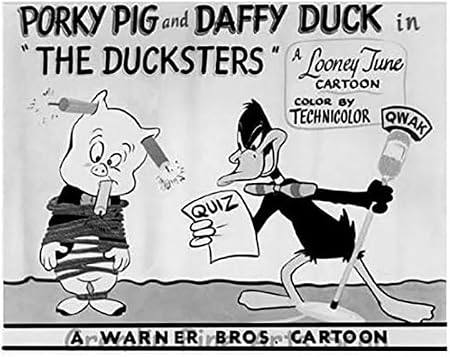 PORKY PIG and DAFFY DUCK in
"THE DUCKSTERS"
A Looney Tune
CARTOON
COLOR BY
TECHNICOLOR
QWAK
QUIZ
A WARNER BROS. CARTOON